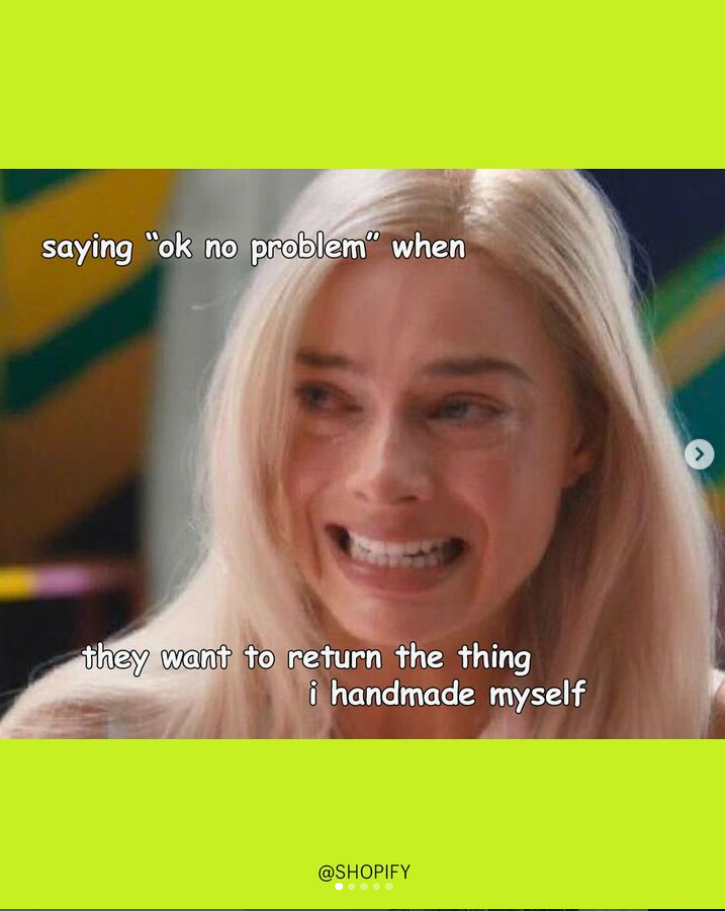 saying “ok no problem” when
they want to return the thing
i handmade myself
@SHOPIFY